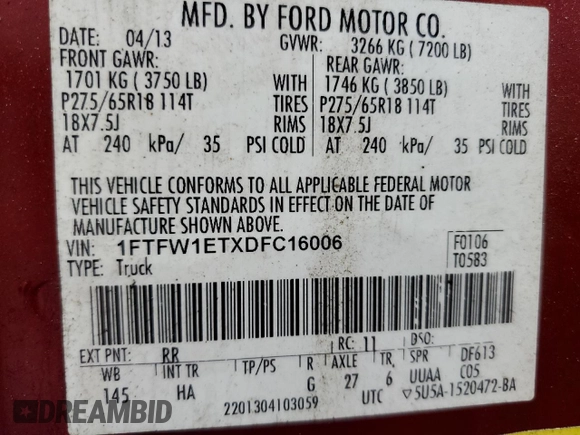 MFD. BY FORD MOTOR CO.
DATE: 04/13 GVWR: 3266 KG ( 7200 LB)
FRONT GAWR: REAR GAWR:
1701 KG ( 3750 LB) WITH 1746 KG ( 3850 LB) WITH
P275/65R18 114T TIRES P275/65R18 114T TIRES
18X7.5J RIMS 18X7.5J RIMS
AT 240 kPa/ 35 PSI COLD AT 240 kPa/ 35 PSI COLD
THIS VEHICLE CONFORMS TO ALL APPLICABLE FEDERAL MOTOR
VEHICLE SAFETY STANDARDS IN EFFECT ON THE DATE OF
MANUFACTURE SHOWN ABOVE.
VIN: 1FTFW1ETXDFC16006 F0106
TYPE: Truck T0583
EXT PNT: RR RC: 11 DSO:
WB INT TR TP/PS R AXLE TR SPR DF613
145 HA G 27 6 UUAA C05
2201304103059 UTC ▽5U5A-1520472-BA
AutoBidCar